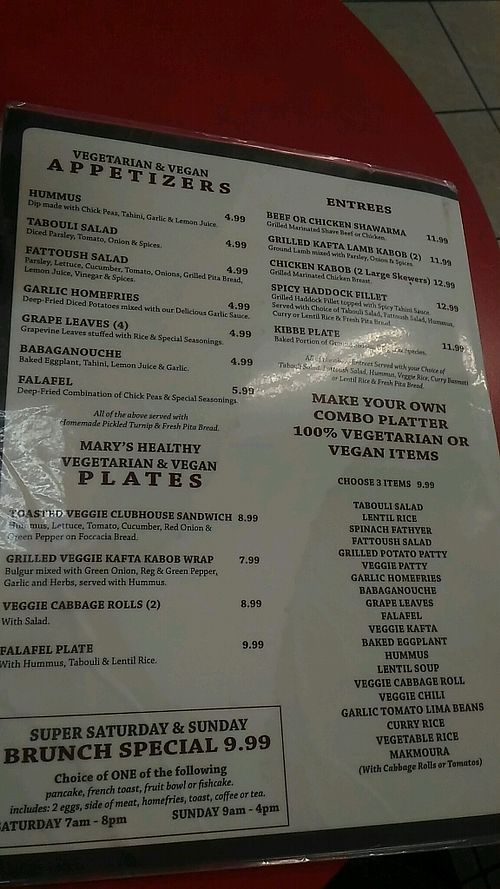 VEGETARIAN & VEGAN
APPETIZERS
HUMMUS
Dip made with Chick Peas, Tahini, Garlic & Lemon Juice. 4.99
TABOULI SALAD
Diced Parsley, Tomato, Onion & Spices. 4.99
FATTOUSH SALAD
Parsley, Lettuce, Cucumber, Tomato, Onions, Grilled Pita Bread, 4.99
Lemon Juice, Vinegar & Spices.
GARLIC HOMEFRIES
Deep-Fried Diced Potatoes mixed with our Delicious Garlic Sauce. 4.99
GRAPE LEAVES (4)
Grapevine Leaves stuffed with Rice & Special Seasonings. 4.99
BABAGANOUCHE
Baked Eggplant, Tahini, Lemon Juice & Garlic. 4.99
FALAFEL
Deep-Fried Combination of Chick Peas & Special Seasonings. 5.99
All of the above served with
Homemade Pickled Turnip & Fresh Pita Bread.
MARY'S HEALTHY
VEGETARIAN & VEGAN
PLATES
TOASTED VEGGIE CLUBHOUSE SANDWICH 8.99
Hummus, Lettuce, Tomato, Cucumber, Red Onion &
Green Pepper on Foccacia Bread.
GRILLED VEGGIE KAFTA KABOB WRAP 7.99
Bulgur mixed with Green Onion, Reg & Green Pepper,
Garlic and Herbs, served with Hummus.
VEGGIE CABBAGE ROLLS (2) 8.99
With Salad.
FALAFEL PLATE 9.99
With Hummus, Tabouli & Lentil Rice.
SUPER SATURDAY & SUNDAY
BRUNCH SPECIAL 9.99
Choice of ONE of the following
pancake, french toast, fruit bowl or fishcake.
includes: 2 eggs, side of meat, homefries, toast, coffee or tea.
SATURDAY 7am - 8pm SUNDAY 9am - 4pm
ENTREES
BEEF OR CHICKEN SHAWARMA
Grilled Marinated Shave Beef or Chicken. 11.99
GRILLED KAFTA LAMB KABOB (2)
Ground Lamb mixed with Parsley, Onion & Spices. 11.99
CHICKEN KABOB (2 Large Skewers) 12.99
Grilled Marinated Chicken Breast.
SPICY HADDOCK FILLET
Grilled Haddock Fillet topped with Spicy Tahini Sauce. 12.99
Served with Choice of Tabouli Salad, Fattoush Salad, Hummus,
Curry or Lentil Rice & Fresh Pita Bread.
KIBBE PLATE
Baked Portion of 11.99
All of the above Entrees Served with your Choice of
Tabouli Salad, Fattoush Salad, Hummus, Veggie Rice, Curry Basmati
or Lentil Rice & Fresh Pita Bread.
MAKE YOUR OWN
COMBO PLATTER
100% VEGETARIAN OR
VEGAN ITEMS
CHOOSE 3 ITEMS 9.99
TABOULI SALAD
LENTIL RICE
SPINACH FATHYER
FATTOUSH SALAD
GRILLED POTATO PATTY
VEGGIE PATTY
GARLIC HOMEFRIES
BABAGANOUCHE
GRAPE LEAVES
FALAFEL
VEGGIE KAFTA
BAKED EGGPLANT
HUMMUS
LENTIL SOUP
VEGGIE CABBAGE ROLL
VEGGIE CHILI
GARLIC TOMATO LIMA BEANS
CURRY RICE
VEGETABLE RICE
MAKMOURA
(With Cabbage Rolls or Tomatos)